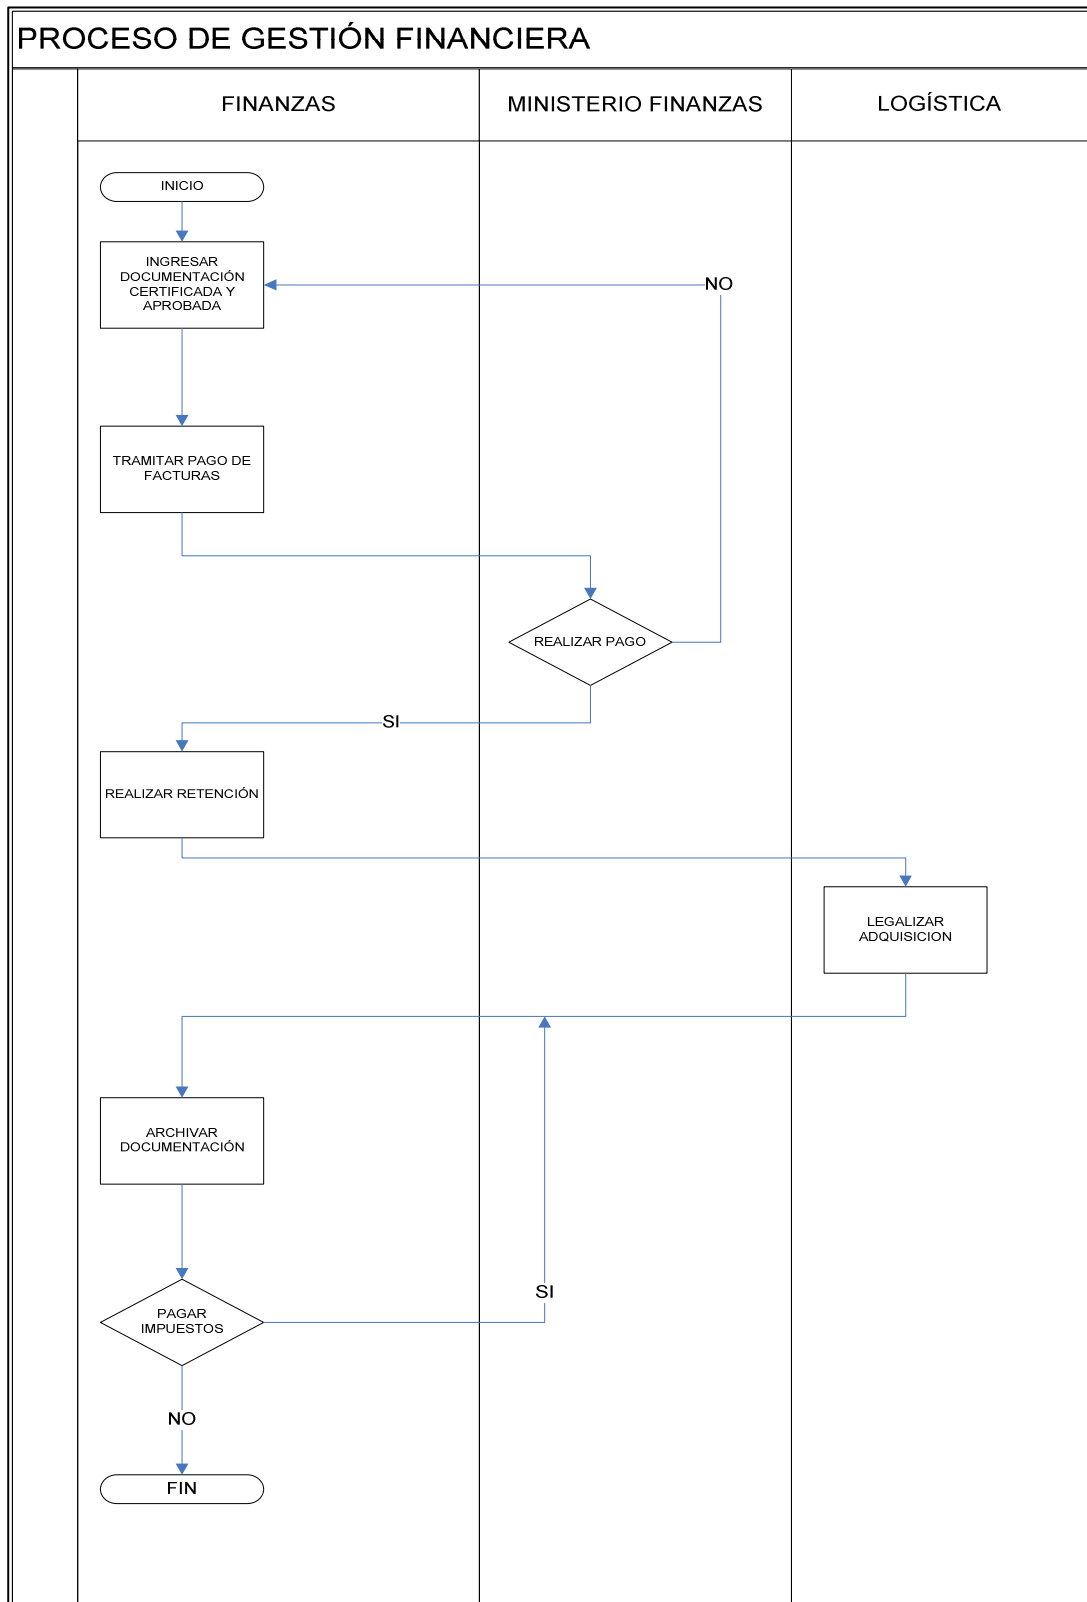 PROCESO DE GESTIÓN FINANCIERA
FINANZAS
MINISTERIO FINANZAS
LOGÍSTICA
INICIO
INGRESAR
DOCUMENTACIÓN
CERTIFICADA Y
APROBADA
NO
TRAMITAR PAGO DE
FACTURAS
REALIZAR PAGO
SI
REALIZAR RETENCIÓN
LEGALIZAR
ADQUISICION
ARCHIVAR
DOCUMENTACIÓN
SI
PAGAR
IMPUESTOS
NO
FIN